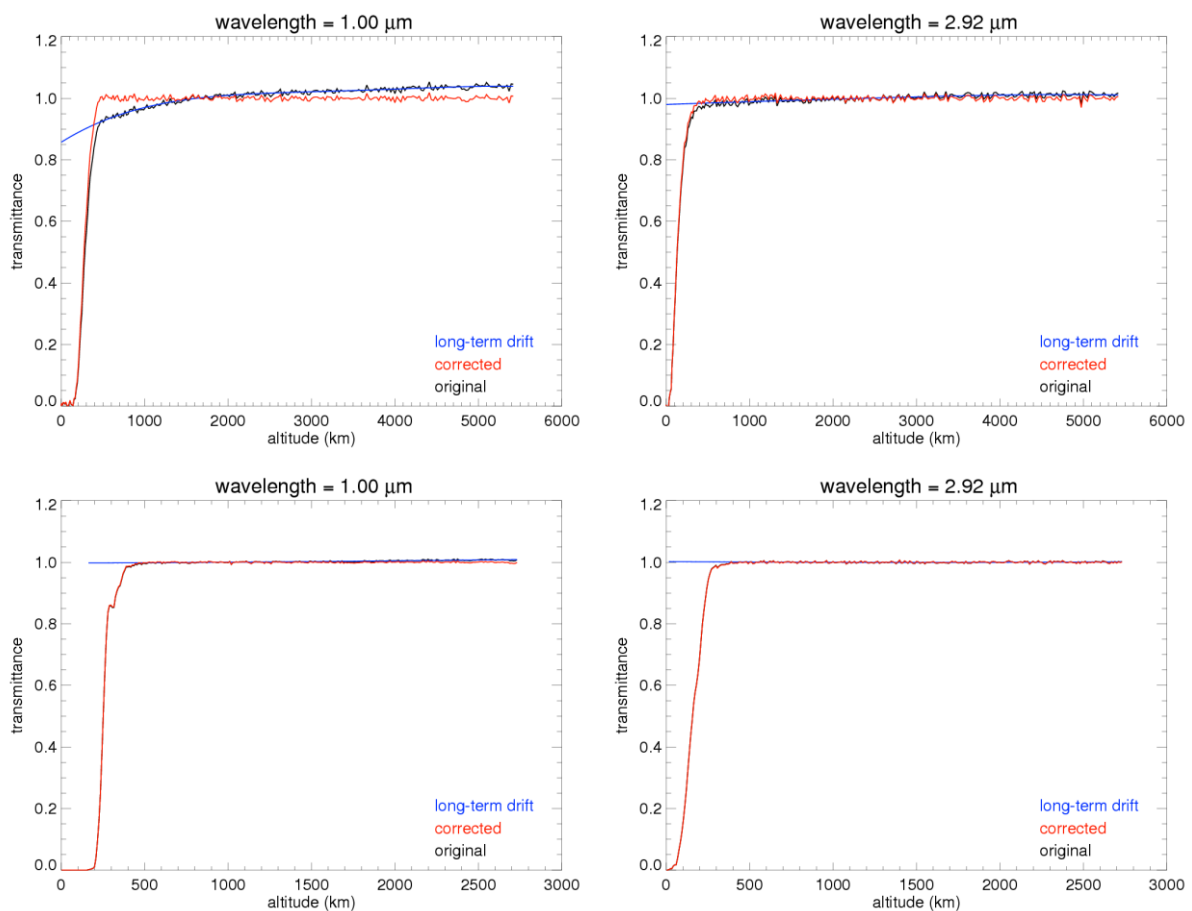 wavelength = 1.00 μm
1.2
1.0
0.8
0.6
0.4
0.2
0.0
transmittance
long-term drift
corrected
original
0 1000 2000 3000 4000 5000 6000
altitude (km)
wavelength = 2.92 μm
1.2
1.0
0.8
0.6
0.4
0.2
0.0
transmittance
long-term drift
corrected
original
0 1000 2000 3000 4000 5000 6000
altitude (km)
wavelength = 1.00 μm
1.2
1.0
0.8
0.6
0.4
0.2
0.0
transmittance
long-term drift
corrected
original
0 500 1000 1500 2000 2500 3000
altitude (km)
wavelength = 2.92 μm
1.2
1.0
0.8
0.6
0.4
0.2
0.0
transmittance
long-term drift
corrected
original
0 500 1000 1500 2000 2500 3000
altitude (km)